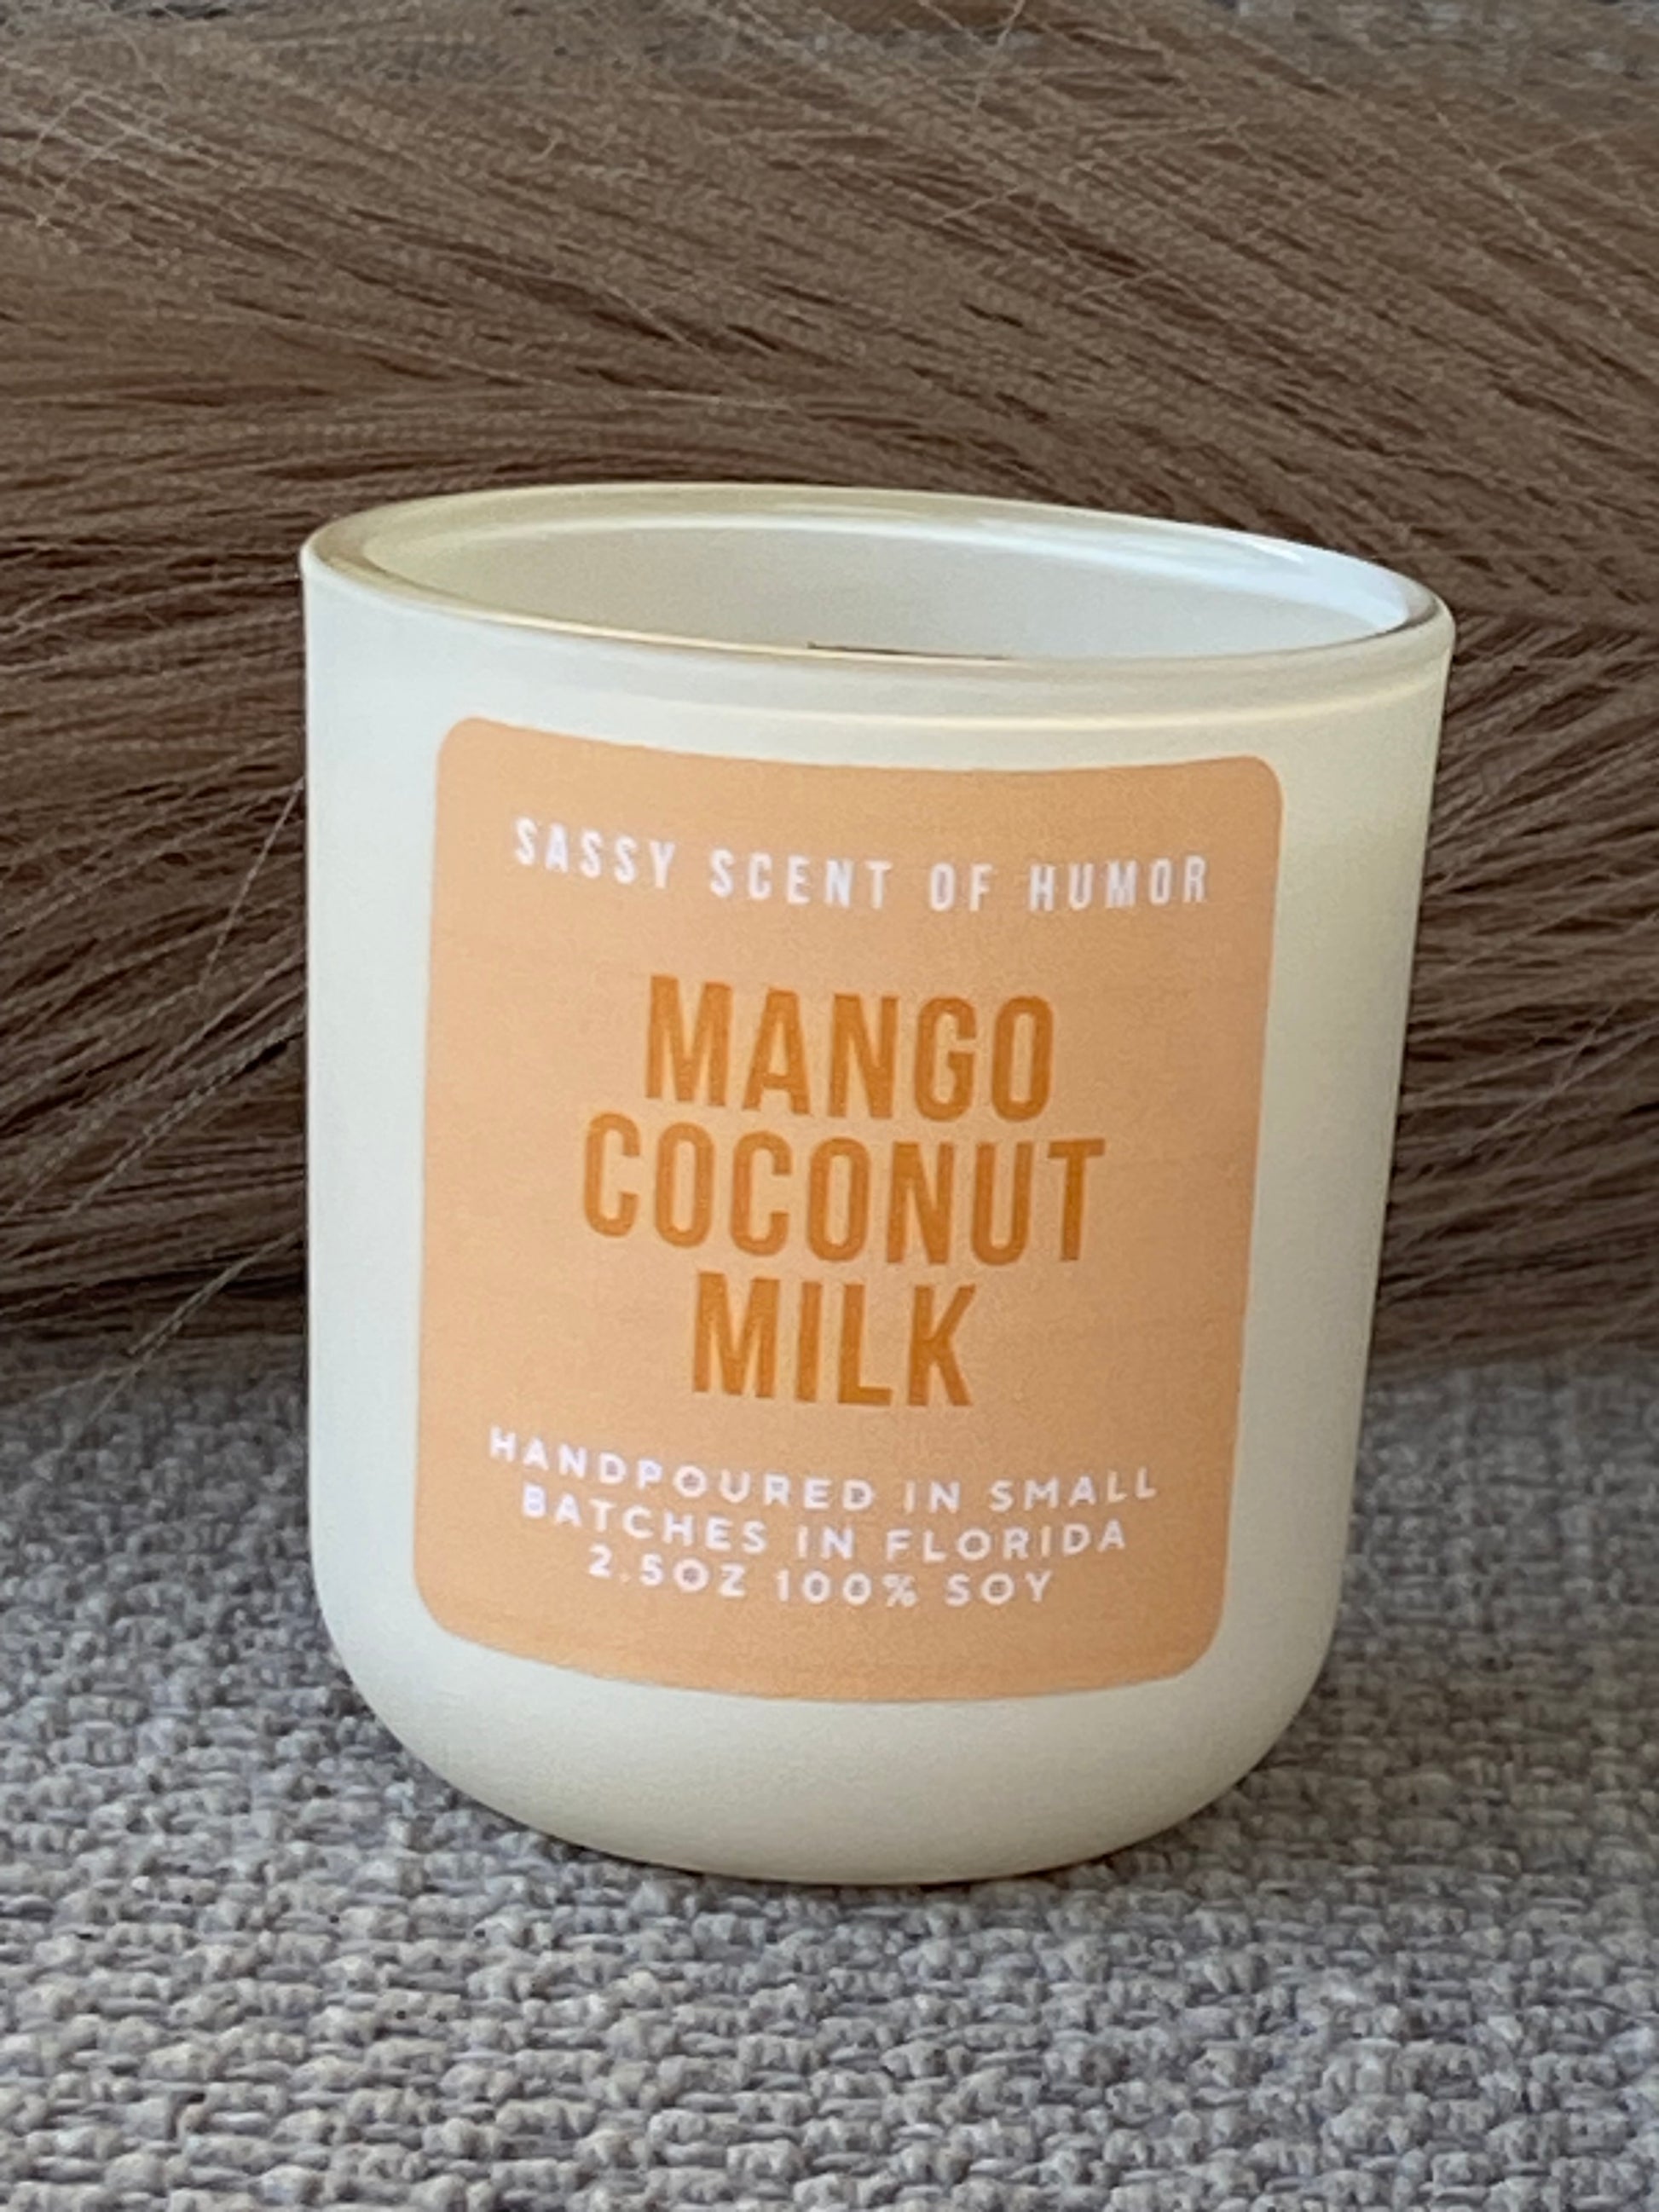 SASSY SCENT OF HUMOR
MANGO
COCONUT
MILK
HANDPOURED IN SMALL
BATCHES IN FLORIDA
2.5OZ 100% SOY